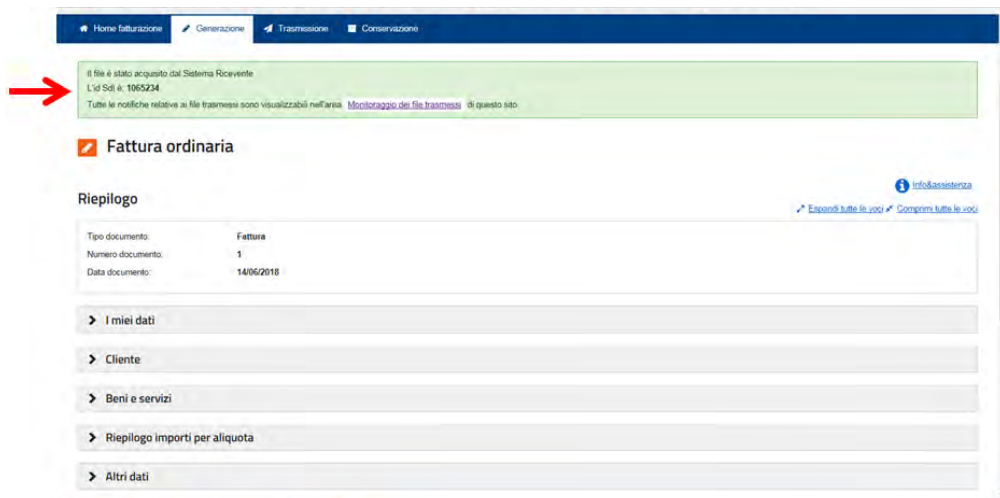 Home fatturazione Generazione Trasmissione Conservazione
Il file è stato acquisito dal Sistema Ricevente
L'id SdI è: 1065234
Tutte le notifiche relative ai file trasmessi sono visualizzabili nell'area Monitoraggio dei file trasmessi di questo sito
Fattura ordinaria
Info&assistenza
Riepilogo
Espandi tutte le voci Comprimi tutte le voci
Tipo documento: Fattura
Numero documento: 1
Data documento: 14/06/2018
I miei dati
Cliente
Beni e servizi
Riepilogo importi per aliquota
Altri dati